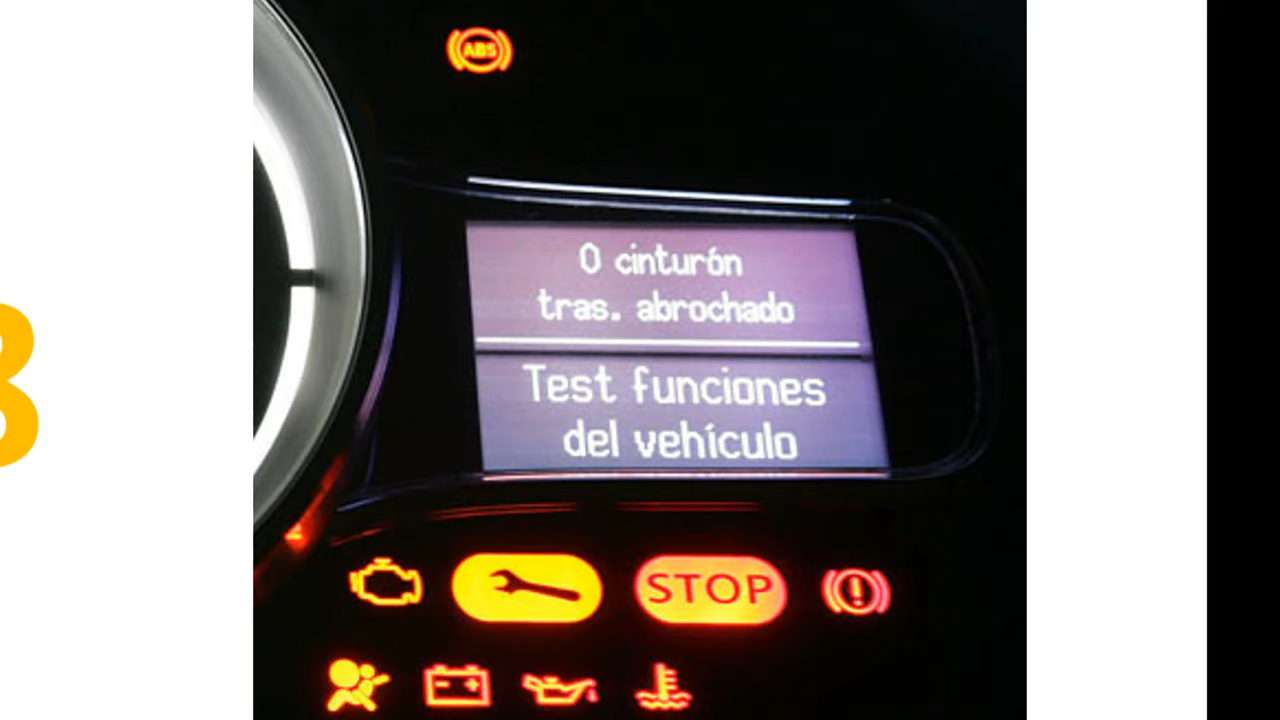 ABS
0 cinturón
tras. abrochado
Test funciones
del vehículo
STOP